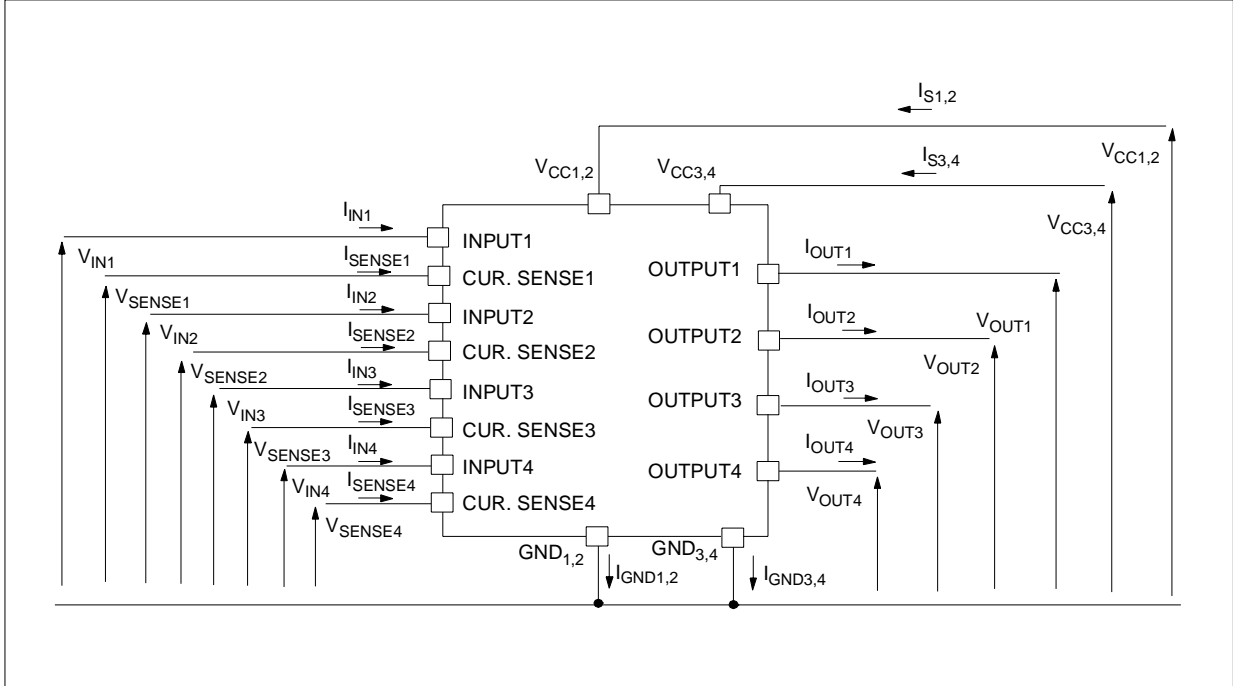 I_S1,2
V_CC1,2
I_S3,4
V_CC1,2
V_CC3,4
I_IN1
V_CC3,4
INPUT1
V_IN1
I_SENSE1
I_OUT1
CUR. SENSE1
OUTPUT1
V_SENSE1
I_IN2
INPUT2
I_OUT2
V_OUT1
V_IN2
I_SENSE2
OUTPUT2
CUR. SENSE2
V_OUT2
V_SENSE2
I_IN3
INPUT3
I_OUT3
OUTPUT3
V_IN3
I_SENSE3
CUR. SENSE3
V_OUT3
V_SENSE3
I_IN4
I_OUT4
INPUT4
OUTPUT4
V_IN4
I_SENSE4
V_OUT4
CUR. SENSE4
V_SENSE4
GND_1,2
GND_3,4
I_GND1,2
I_GND3,4